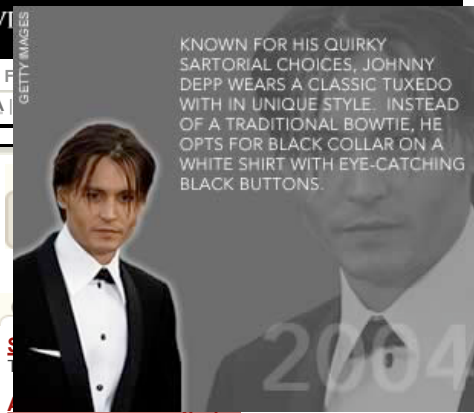 GETTY IMAGES
KNOWN FOR HIS QUIRKY
SARTORIAL CHOICES, JOHNNY
DEPP WEARS A CLASSIC TUXEDO
WITH IN UNIQUE STYLE.  INSTEAD
OF A TRADITIONAL BOWTIE, HE
OPTS FOR BLACK COLLAR ON A
WHITE SHIRT WITH EYE-CATCHING
BLACK BUTTONS.
2004